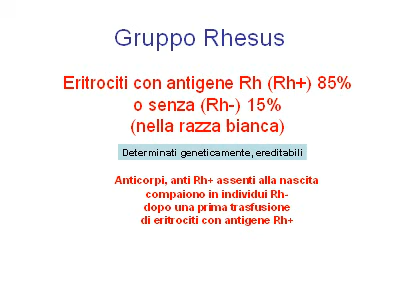 Gruppo Rhesus
Eritrociti con antigene Rh (Rh+) 85%
o senza (Rh-) 15%
(nella razza bianca)
Determinati geneticamente, ereditabili
Anticorpi, anti Rh+ assenti alla nascita
compaiono in individui Rh-
dopo una prima trasfusione
di eritrociti con antigene Rh+